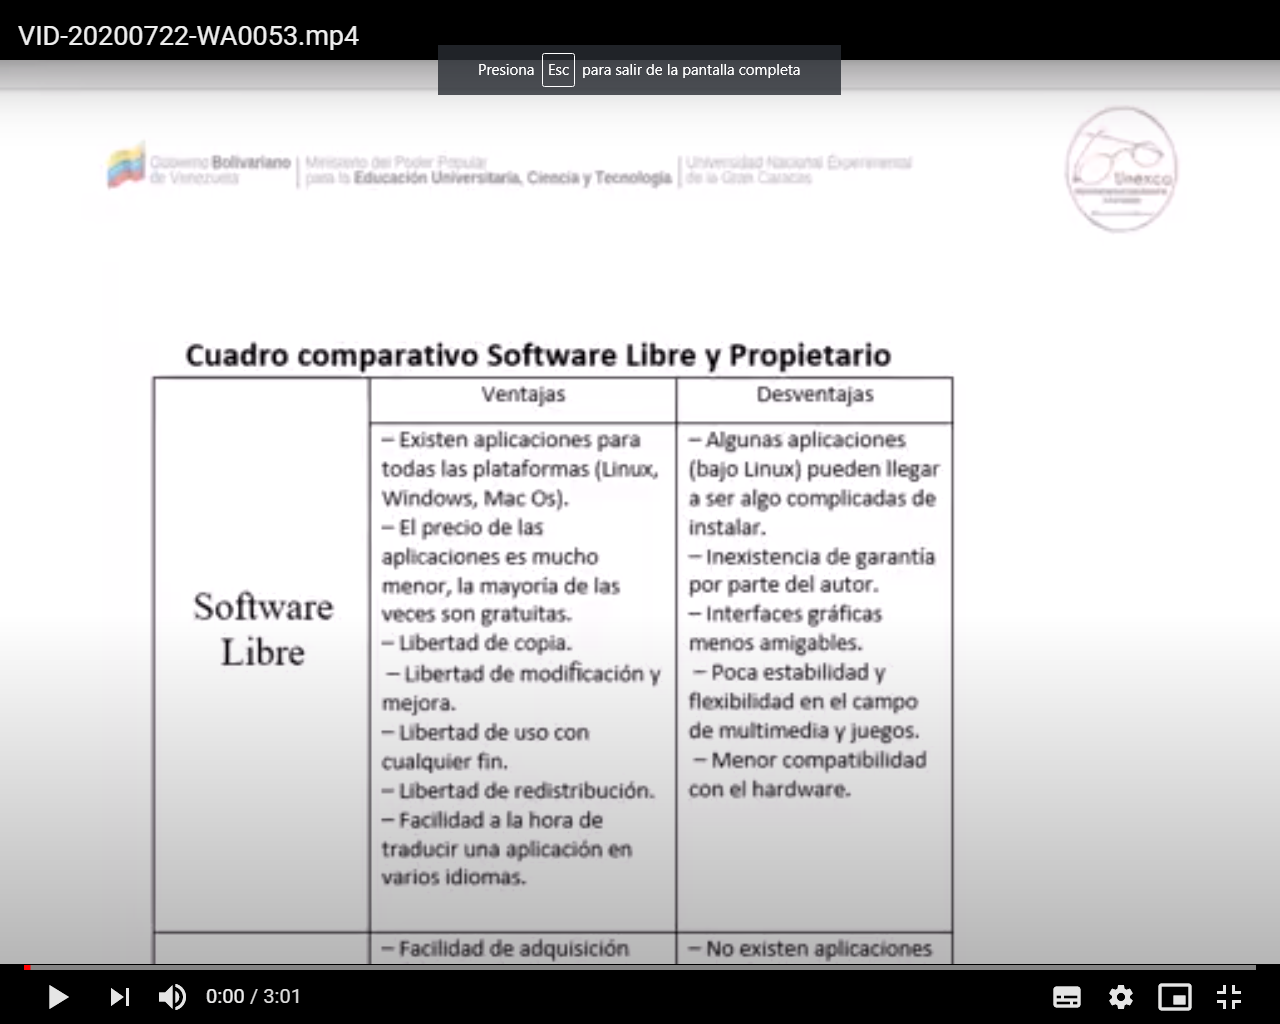 VID-20200722-WA0053.mp4
Presiona Esc para salir de la pantalla completa
Gobierno Bolivariano
de Venezuela
Ministerio del Poder Popular
para la Educación Universitaria, Ciencia y Tecnología
Universidad Nacional Experimental
de la Gran Caracas
Unexca
Cuadro comparativo Software Libre y Propietario
Ventajas
Desventajas
Software
Libre
– Existen aplicaciones para
todas las plataformas (Linux,
Windows, Mac Os).
– El precio de las
aplicaciones es mucho
menor, la mayoría de las
veces son gratuitas.
– Libertad de copia.
– Libertad de modificación y
mejora.
– Libertad de uso con
cualquier fin.
– Libertad de redistribución.
– Facilidad a la hora de
traducir una aplicación en
varios idiomas.
– Algunas aplicaciones
(bajo Linux) pueden llegar
a ser algo complicadas de
instalar.
– Inexistencia de garantía
por parte del autor.
– Interfaces gráficas
menos amigables.
– Poca estabilidad y
flexibilidad en el campo
de multimedia y juegos.
– Menor compatibilidad
con el hardware.
– Facilidad de adquisición
– No existen aplicaciones
0:00 / 3:01